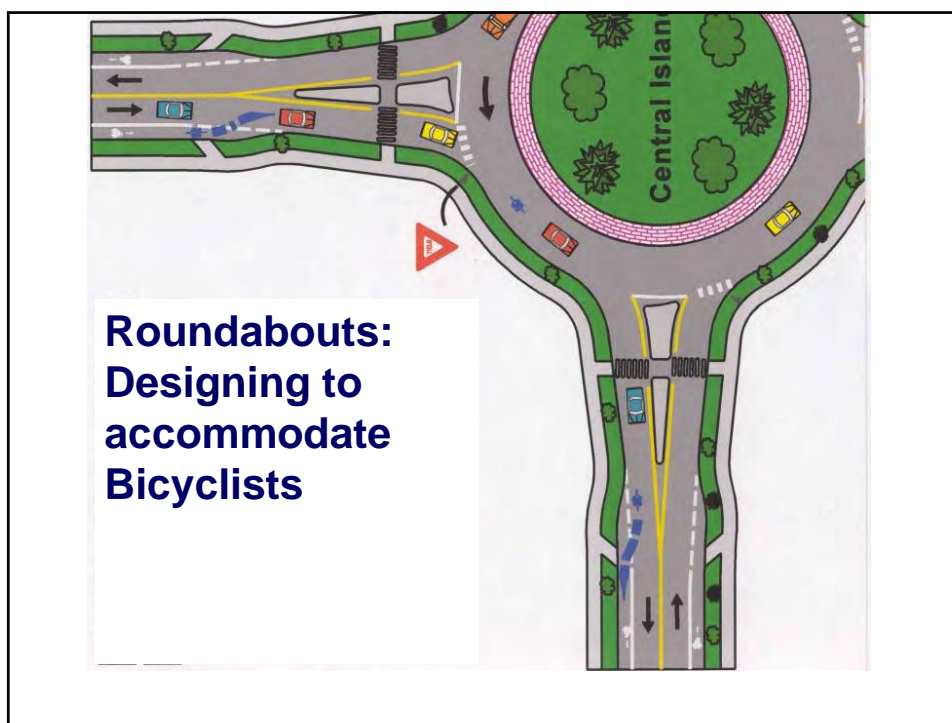 Central Island
Roundabouts:
Designing to
accommodate
Bicyclists